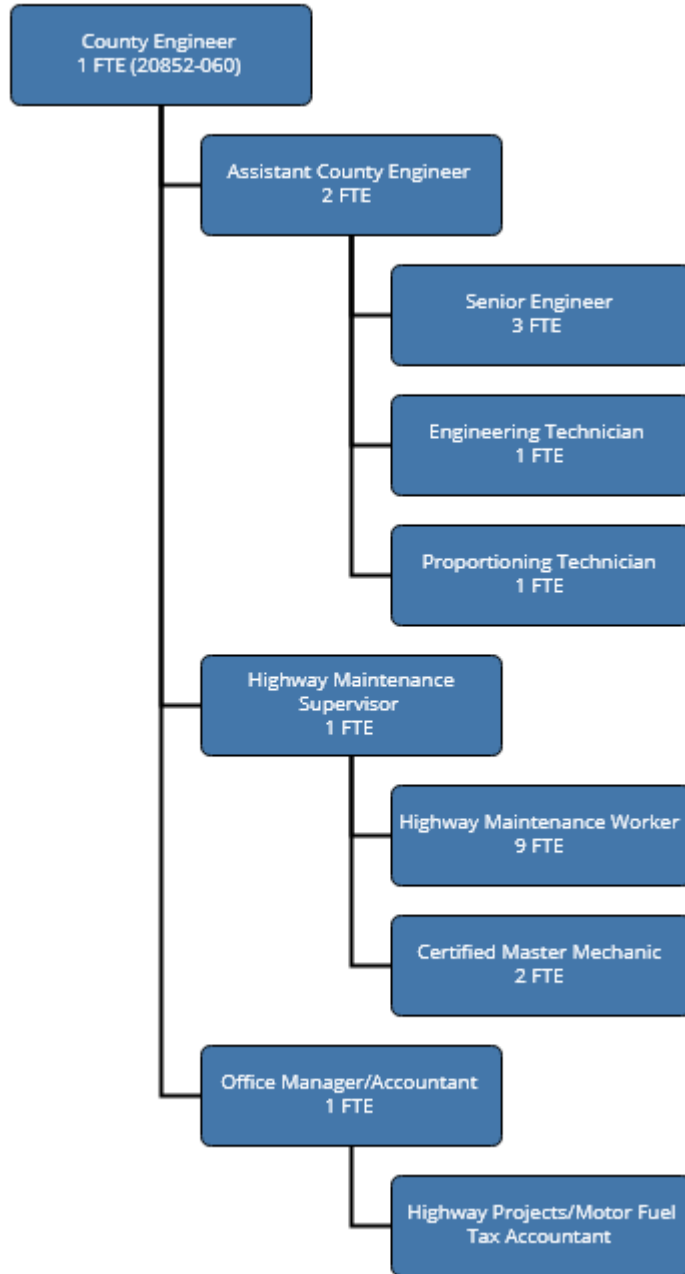 County Engineer
1 FTE (20852-060)
Assistant County Engineer
2 FTE
Senior Engineer
3 FTE
Engineering Technician
1 FTE
Proportioning Technician
1 FTE
Highway Maintenance
Supervisor
1 FTE
Highway Maintenance Worker
9 FTE
Certified Master Mechanic
2 FTE
Office Manager/Accountant
1 FTE
Highway Projects/Motor Fuel
Tax Accountant